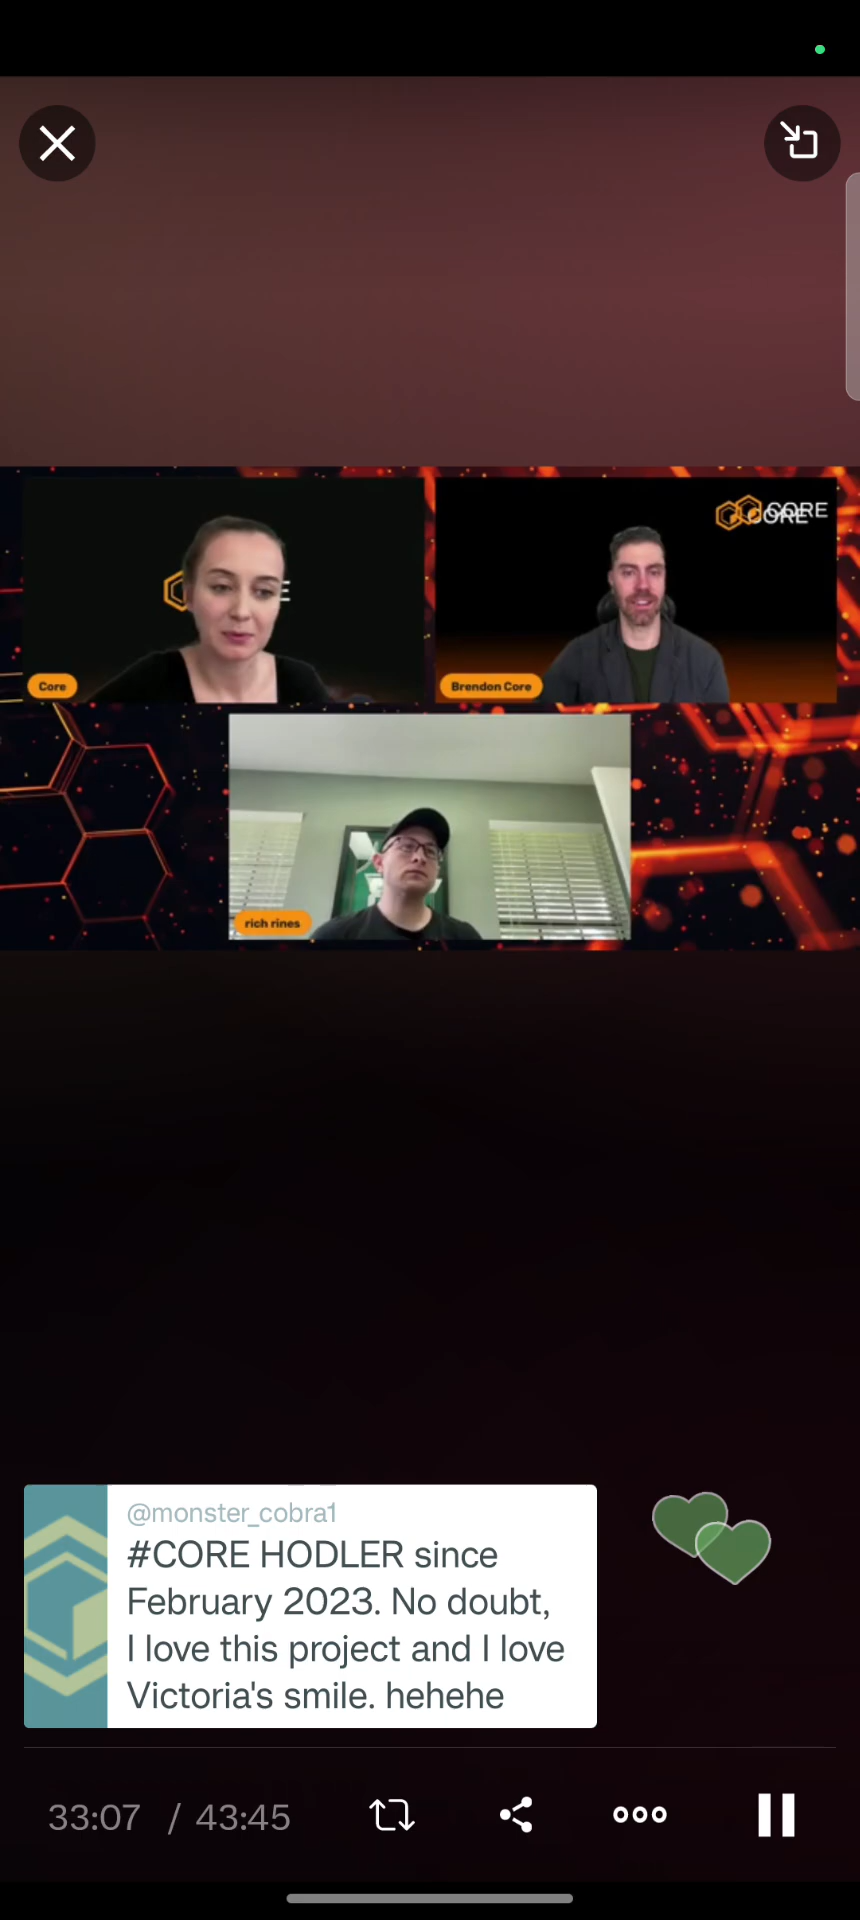 CORE
CORE
E
Core
Brendon Core
rich rines
@monster_cobra1
#CORE HODLER since
February 2023. No doubt,
I love this project and I love
Victoria's smile. hehehe
33:07 / 43:45